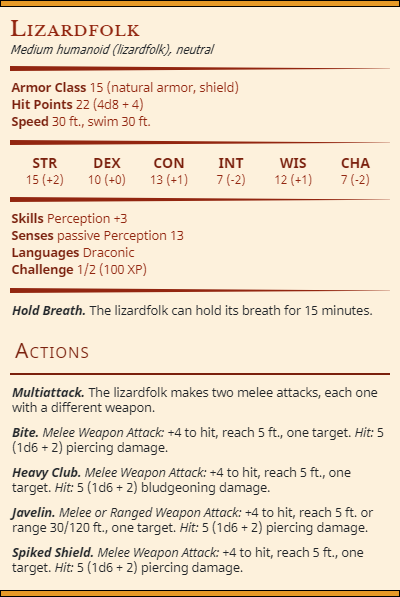 Lizardfolk
Medium humanoid (lizardfolk), neutral
Armor Class 15 (natural armor, shield)
Hit Points 22 (4d8 + 4)
Speed 30 ft., swim 30 ft.
STR DEX CON INT WIS CHA
15 (+2) 10 (+0) 13 (+1) 7 (-2) 12 (+1) 7 (-2)
Skills Perception +3
Senses passive Perception 13
Languages Draconic
Challenge 1/2 (100 XP)
Hold Breath. The lizardfolk can hold its breath for 15 minutes.
Actions
Multiattack. The lizardfolk makes two melee attacks, each one
with a different weapon.
Bite. Melee Weapon Attack: +4 to hit, reach 5 ft., one target. Hit: 5
(1d6 + 2) piercing damage.
Heavy Club. Melee Weapon Attack: +4 to hit, reach 5 ft., one
target. Hit: 5 (1d6 + 2) bludgeoning damage.
Javelin. Melee or Ranged Weapon Attack: +4 to hit, reach 5 ft. or
range 30/120 ft., one target. Hit: 5 (1d6 + 2) piercing damage.
Spiked Shield. Melee Weapon Attack: +4 to hit, reach 5 ft., one
target. Hit: 5 (1d6 + 2) piercing damage.